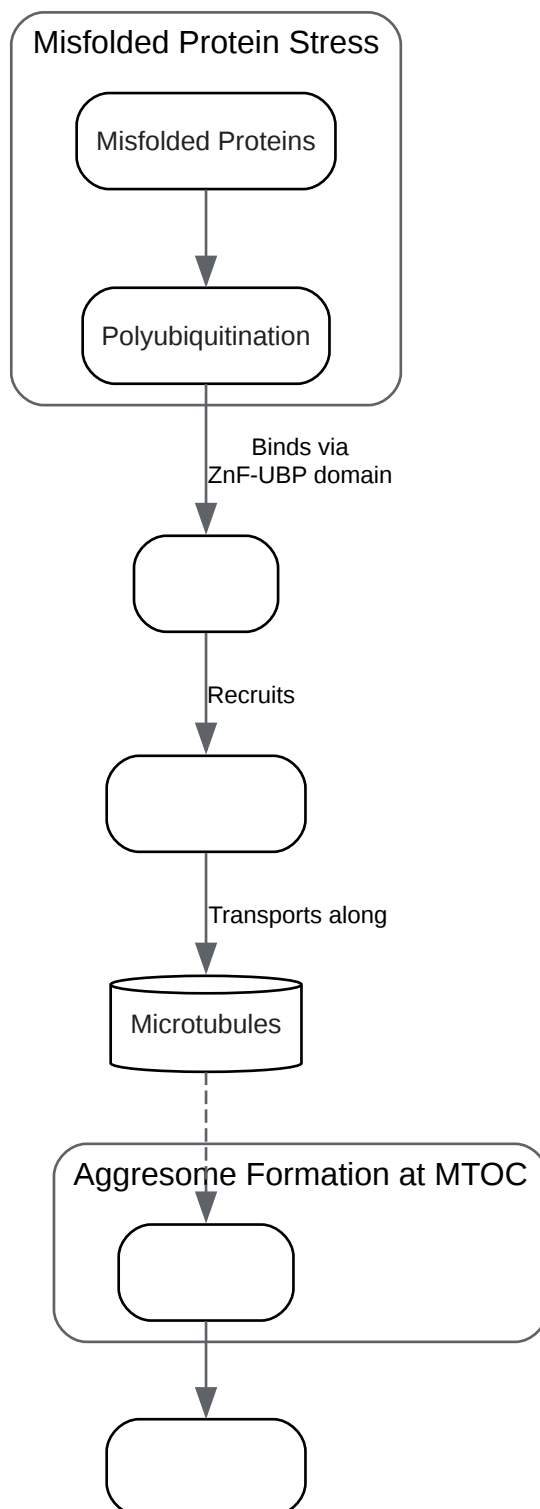 Misfolded Protein Stress
Misfolded Proteins
Polyubiquitination
Binds via
ZnF-UBP domain
Recruits
Transports along
Microtubules
Aggresome Formation at MTOC